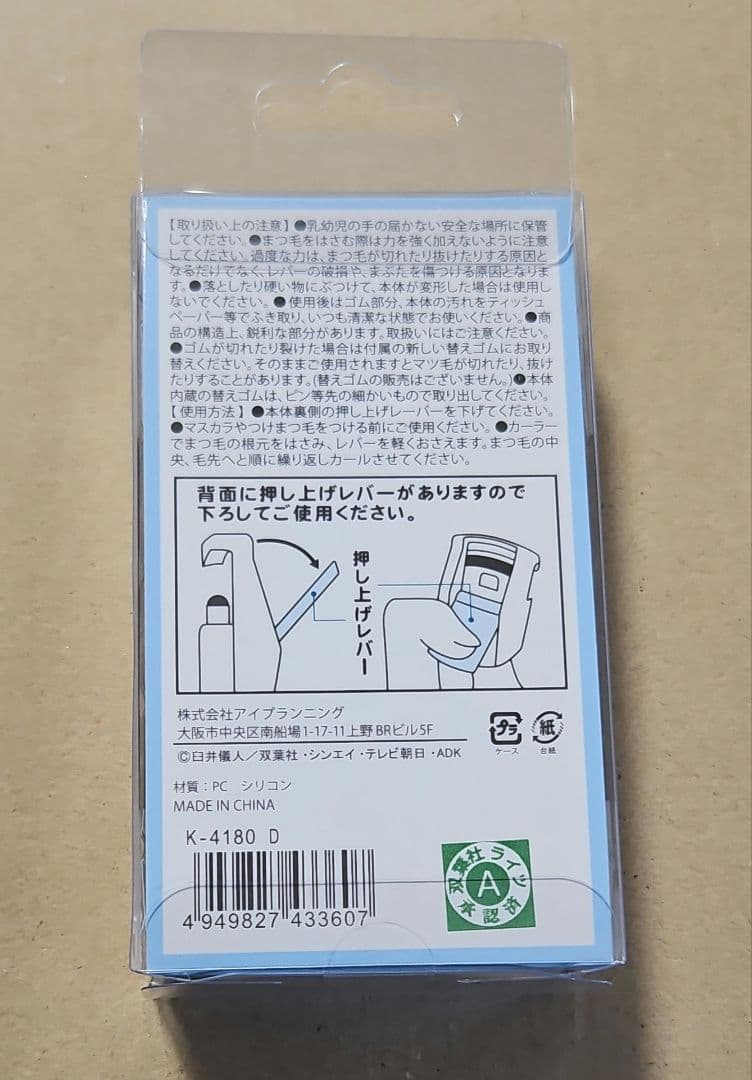 【取り扱い上の注意】●乳幼児の手の届かない安全な場所に保管
してください。●まつ毛をはさむ際は力を強く加えないように注意
してください。過度な力は、まつ毛が切れたり抜けたりする原因と
なるだけでなく、レバーの破損や、まぶたを傷つける原因となりま
す。●落としたり硬い物にぶつけて、本体が変形した場合は使用し
ないでください。●使用後はゴム部分、本体の汚れをティッシュ
ペーパー等でふき取り、いつも清潔な状態でお使いください。●商
品の構造上、鋭利な部分があります。取扱いにはご注意ください。
●ゴムが切れたり裂けた場合は付属の新しい替えゴムにお取り
替えください。そのままご使用されますとマツ毛が切れたり、抜け
たりすることがあります。(替えゴムの販売はございません。)●本体
内蔵の替えゴムは、ピン等先の細かいもので取り出してください。
【使用方法】●本体裏側の押し上げレーバーを下げてください。
●マスカラやつけまつ毛をつける前にご使用ください。●カーラー
でまつ毛の根元をはさみ、レバーを軽くおさえます。まつ毛の中
央、毛先へと順に繰り返しカールさせてください。
背面に押し上げレバーがありますので
下ろしてご使用ください。
押し上げレバー
株式会社アイプランニング
大阪市中央区南船場1-17-11上野BRビル5F
©臼井儀人／双葉社・シンエイ・テレビ朝日・ADK
プラ
ケース
紙
台紙
材質：PC シリコン
MADE IN CHINA
K-4180 D
4 949827 433607
双葉社ライツ
A
承認済